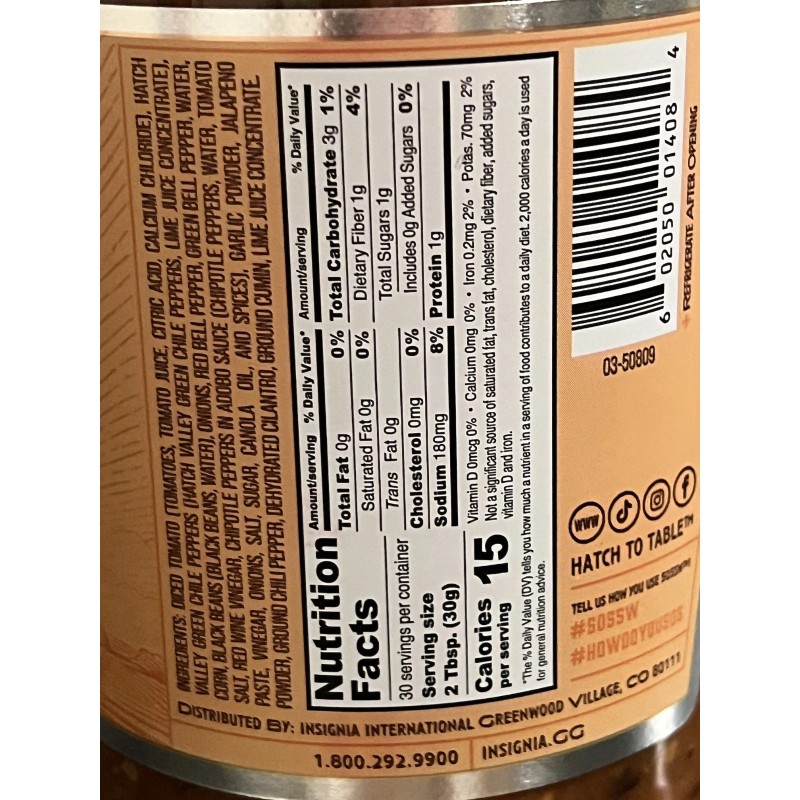 INGREDIENTS: DICED TOMATO (TOMATOES, TOMATO JUICE, CITRIC ACID, CALCIUM CHLORIDE), HATCH
VALLEY GREEN CHILE PEPPERS (HATCH VALLEY GREEN CHILE PEPPERS, LIME JUICE CONCENTRATE),
CORN, BLACK BEANS (BLACK BEANS, WATER), ONIONS, RED BELL PEPPER, GREEN BELL PEPPER, WATER,
SALT, RED WINE VINEGAR, CHIPOTLE PEPPERS IN ADOBO SAUCE (CHIPOTLE PEPPERS, WATER, TOMATO
PASTE, VINEGAR, ONIONS, SALT, SUGAR, CANOLA OIL, AND SPICES), GARLIC POWDER, JALAPENO
POWDER, GROUND CHILI PEPPER, DEHYDRATED CILANTRO, GROUND CUMIN, LIME JUICE CONCENTRATE.
Nutrition
Facts
30 servings per container
Serving size
2 Tbsp. (30g)
Calories 15
per serving
Amount/serving % Daily Value*
Total Fat 0g 0%
Saturated Fat 0g 0%
Trans Fat 0g
Cholesterol 0mg 0%
Sodium 180mg 8%
Amount/serving % Daily Value*
Total Carbohydrate 3g 1%
Dietary Fiber 1g 4%
Total Sugars 1g
Includes 0g Added Sugars 0%
Protein 1g
Vitamin D 0mcg 0% • Calcium 0mg 0% • Iron 0.2mg 2% • Potas. 70mg 2%
Not a significant source of saturated fat, trans fat, cholesterol, dietary fiber, added sugars,
vitamin D and iron.
*The % Daily Value (DV) tells you how much a nutrient in a serving of food contributes to a daily diet. 2,000 calories a day is used
for general nutrition advice.
6 02050 01408 4
03-50809
REFRIGERATE AFTER OPENING
WWW
HATCH TO TABLE™
TELL US HOW YOU USE
#505SW
DISTRIBUTED BY: INSIGNIA INTERNATIONAL GREENWOOD VILLAGE, CO 80111
1.800.292.9900
INSIGNIA.GG